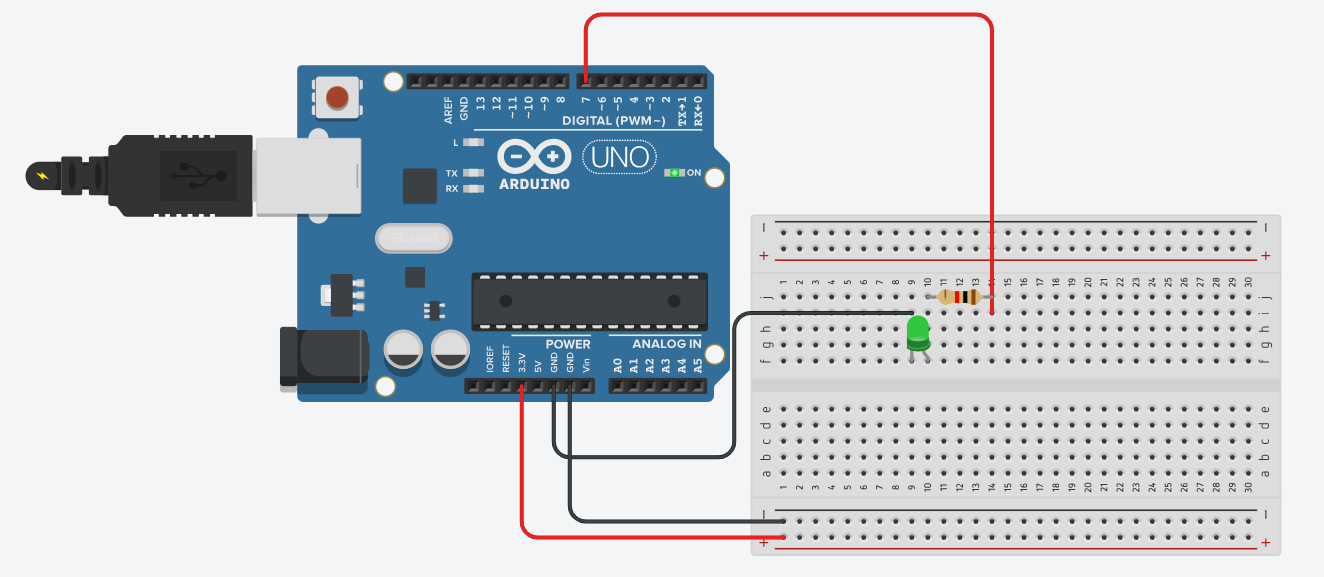 AREF GND 13 12 ~11 ~10 ~9 8 7 ~6 ~5 4 ~3 2 TX→1 RX←0
DIGITAL (PWM~)
L
UNO
TX
RX
ON
ARDUINO
− −
+ +
1 2 3 4 5 6 7 8 9 10 11 12 13 14 15 16 17 18 19 20 21 22 23 24 25 26 27 28 29 30
j j
i i
h h
g g
f f
POWER ANALOG IN
IOREF RESET 3.3V 5V GND GND Vin A0 A1 A2 A3 A4 A5
e e
d d
c c
b b
a a
1 2 3 4 5 6 7 8 9 10 11 12 13 14 15 16 17 18 19 20 21 22 23 24 25 26 27 28 29 30
− −
+ +